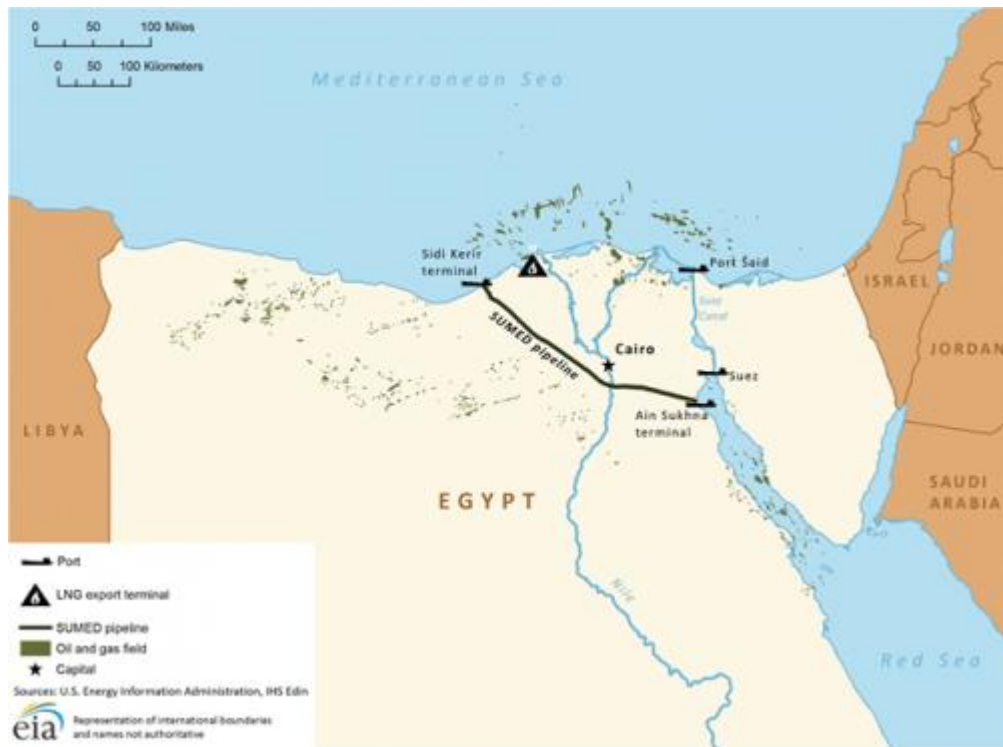 0 50 100 Miles
0 50 100 Kilometers
Mediterranean Sea
Sidi Kerir
terminal
Port Said
Suez
Canal
ISRAEL
SUMED pipeline
Cairo
JORDAN
Suez
Ain Sukhna
terminal
LIBYA
SAUDI
ARABIA
EGYPT
Port
LNG export terminal
SUMED pipeline
Oil and gas field
Capital
Nile
Red Sea
Sources: U.S. Energy Information Administration, IHS Edin
eia
Representation of international boundaries
and names not authoritative